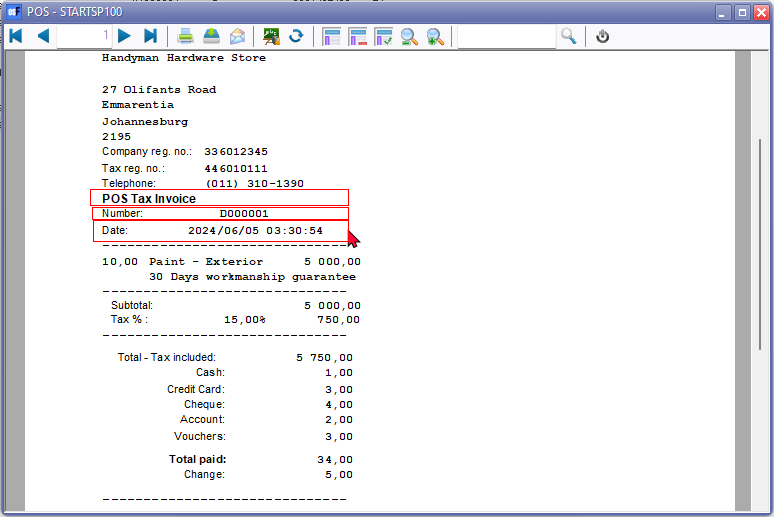 POS - STARTSP100
1
Handyman Hardware Store
27 Olifants Road
Emmarentia
Johannesburg
2195
Company reg. no.: 336012345
Tax reg. no.: 446010111
Telephone: (011) 310-1390
POS Tax Invoice
Number: D000001
Date: 2024/06/05 03:30:54
-------------------------------
10,00 Paint - Exterior 5 000,00
30 Days workmanship guarantee
-------------------------------
Subtotal: 5 000,00
Tax % : 15,00% 750,00
-------------------------------
Total - Tax included: 5 750,00
Cash: 1,00
Credit Card: 3,00
Cheque: 4,00
Account: 2,00
Vouchers: 3,00
Total paid: 34,00
Change: 5,00
-------------------------------